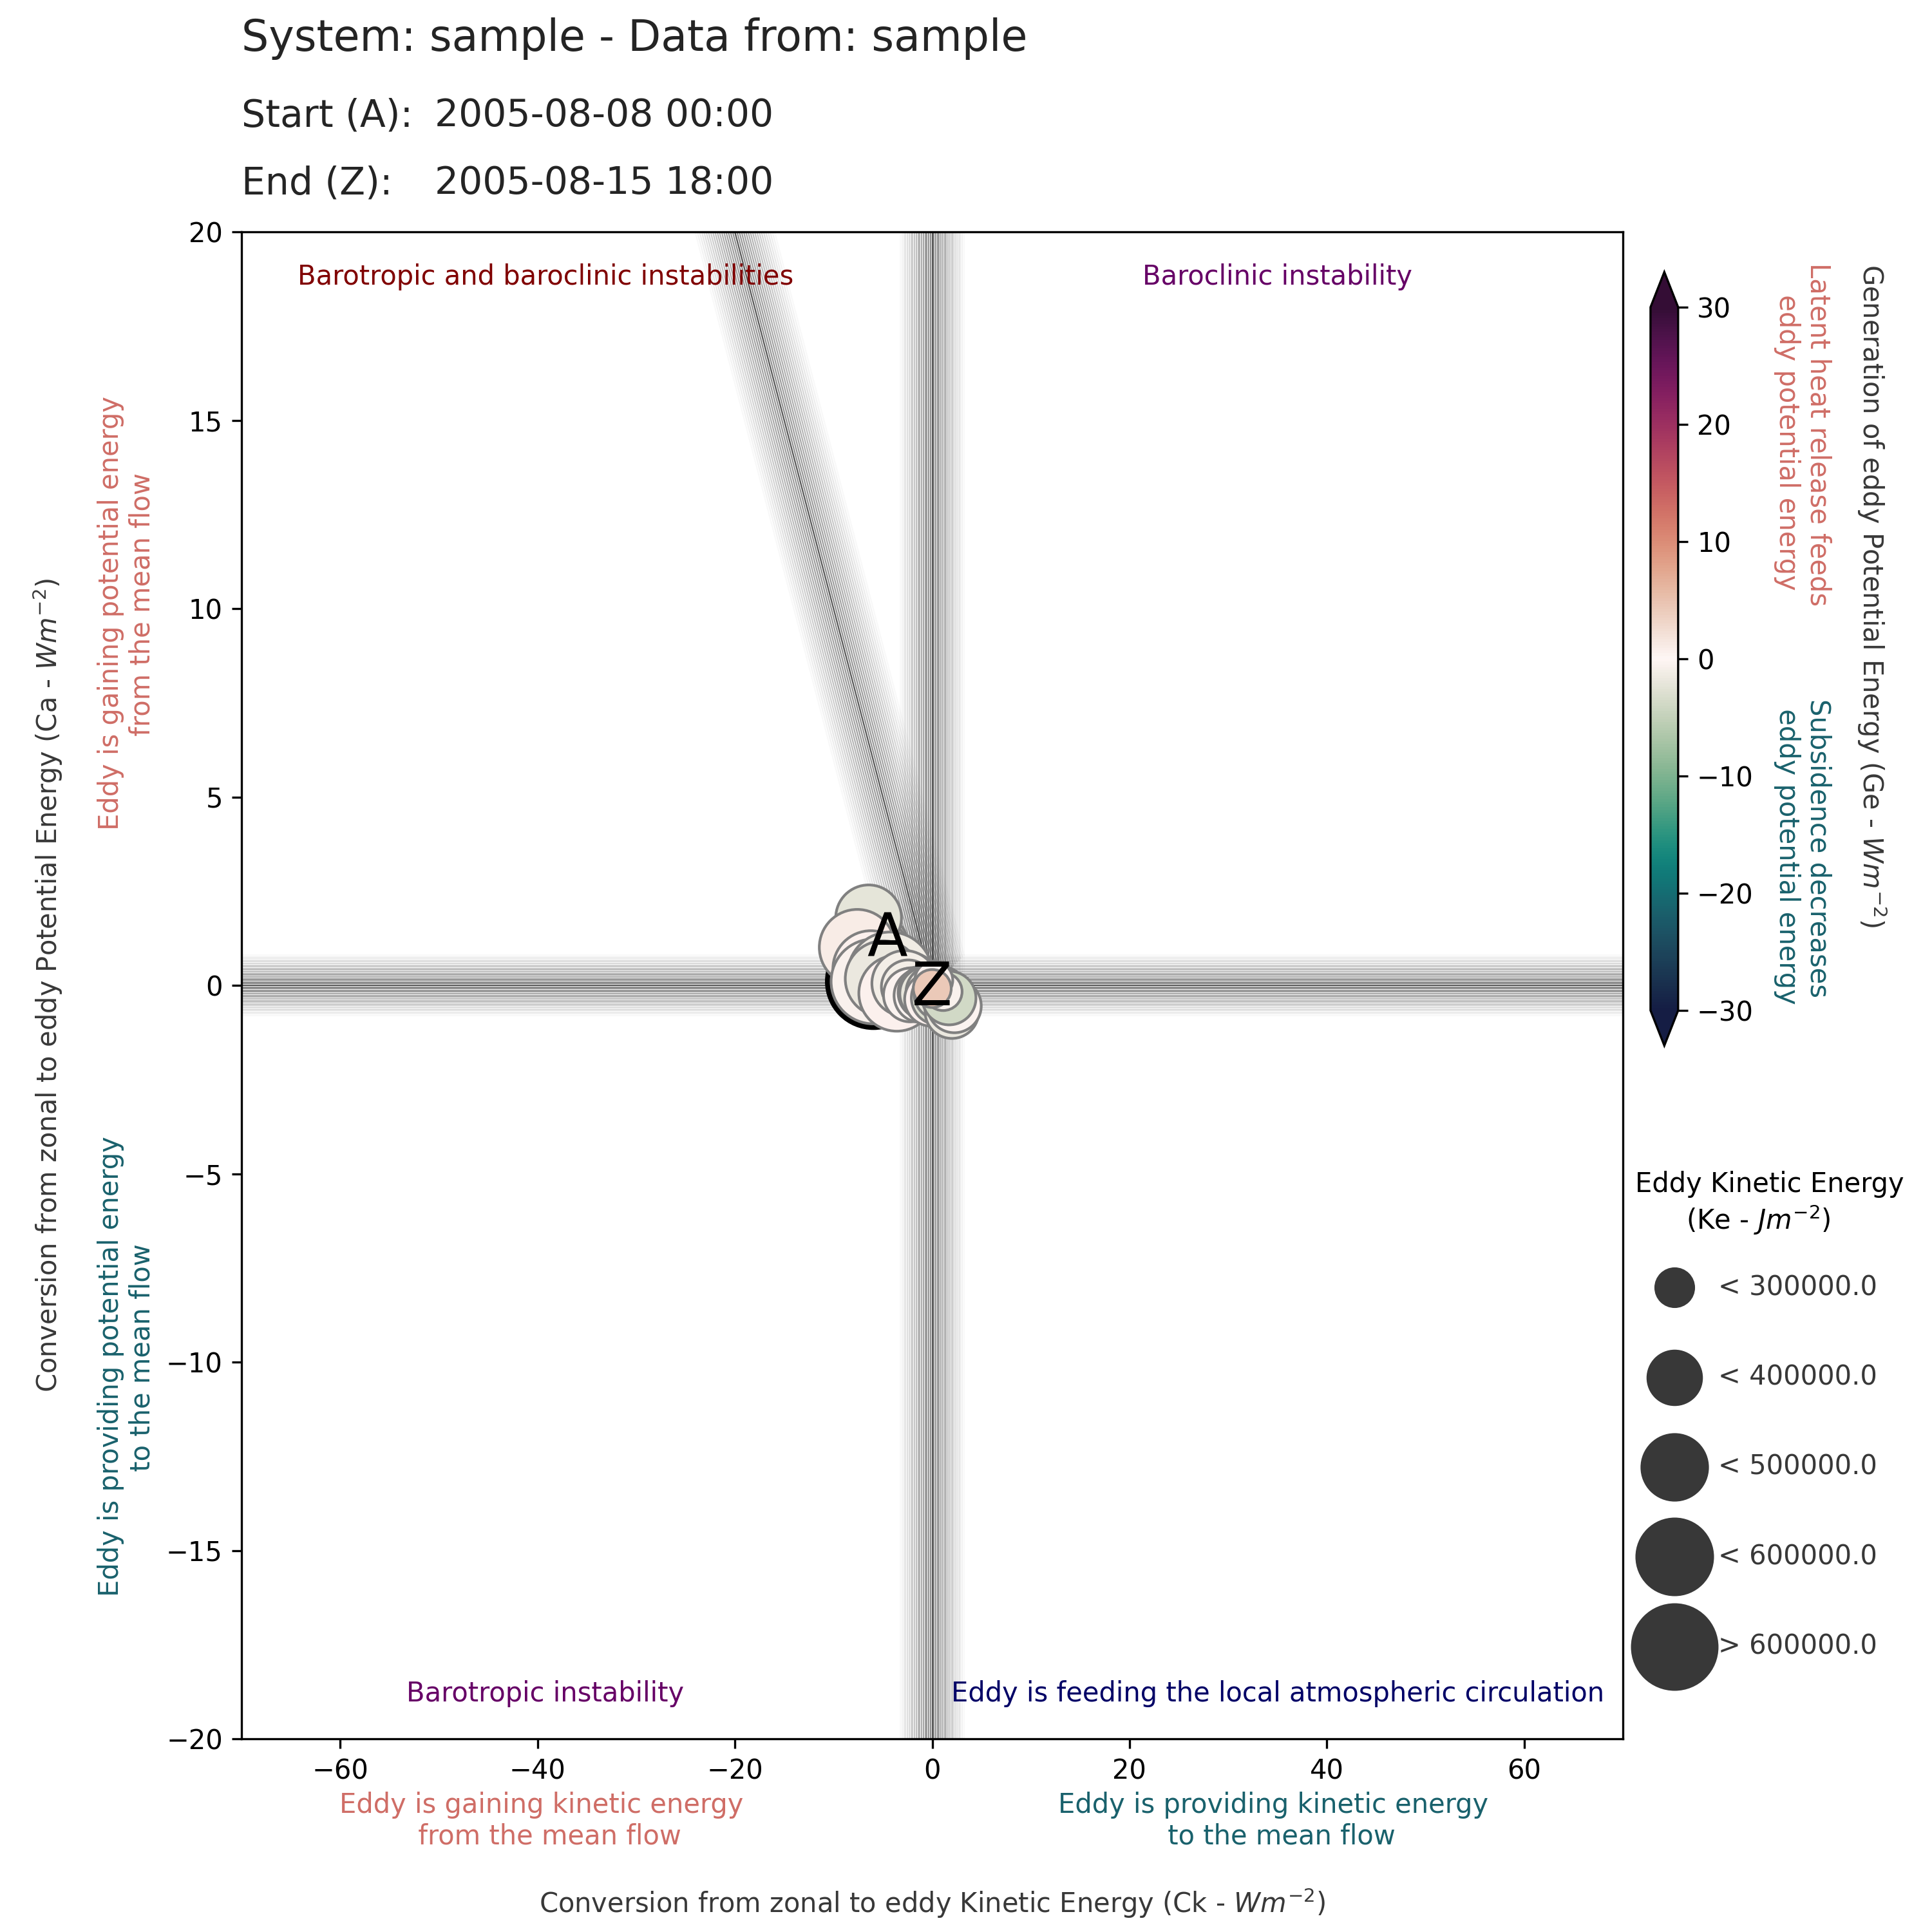 System: sample - Data from: sample
Start (A): 2005-08-08 00:00
End (Z): 2005-08-15 18:00
Conversion from zonal to eddy Potential Energy (Ca - Wm⁻²)
Eddy is gaining potential energy
from the mean flow
Eddy is providing potential energy
to the mean flow
20
15
10
5
0
−5
−10
−15
−20
Barotropic and baroclinic instabilities
Baroclinic instability
A
Z
Barotropic instability
Eddy is feeding the local atmospheric circulation
−60
−40
−20
0
20
40
60
Eddy is gaining kinetic energy
from the mean flow
Eddy is providing kinetic energy
to the mean flow
Conversion from zonal to eddy Kinetic Energy (Ck - Wm⁻²)
30
20
10
0
−10
−20
−30
Latent heat release feeds
eddy potential energy
Subsidence decreases
eddy potential energy
Generation of eddy Potential Energy (Ge - Wm⁻²)
Eddy Kinetic Energy
(Ke - Jm⁻²)
< 300000.0
< 400000.0
< 500000.0
< 600000.0
> 600000.0